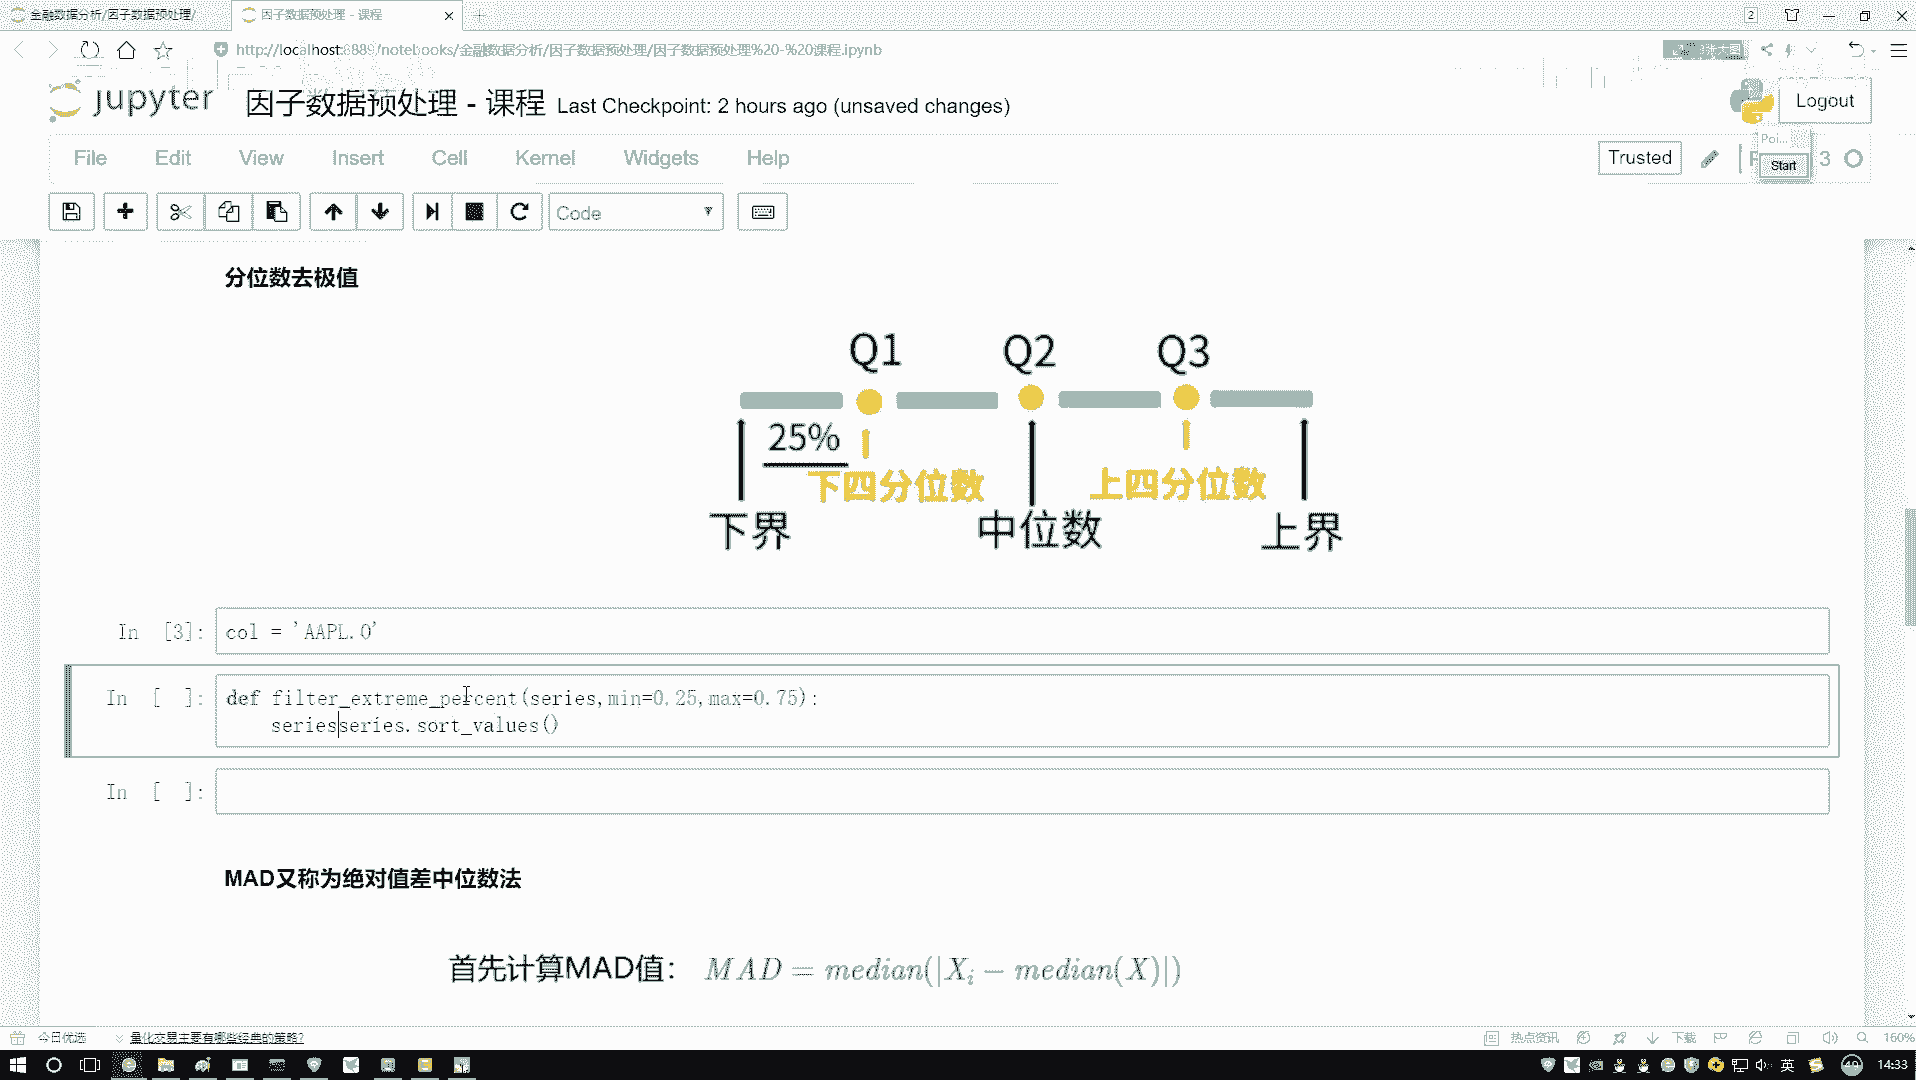 金融数据分析/因子数据预处理/
因子数据预处理 - 课程
2
http://localhost:8889/notebooks/金融数据分析/因子数据预处理/因子数据预处理%20-%20课程.ipynb
jupyter
因子数据预处理 - 课程 Last Checkpoint: 2 hours ago (unsaved changes)
Logout
File Edit View Insert Cell Kernel Widgets Help
Trusted
3
Poi...
Start
Code
分位数去极值
Q1 Q2 Q3
25%
下四分位数 上四分位数
下界 中位数 上界
In [3]: col = 'AAPL.O'
In [ ]: def filter_extreme_percent(series,min=0.25,max=0.75):
seriesseries.sort_values()
In [ ]:
MAD又称为绝对值差中位数法
首先计算MAD值： MAD = median(|Xi − median(X)|)
今日优选 量化交易主要有哪些经典的策略?
热点资讯 下载 160%
英
14:33